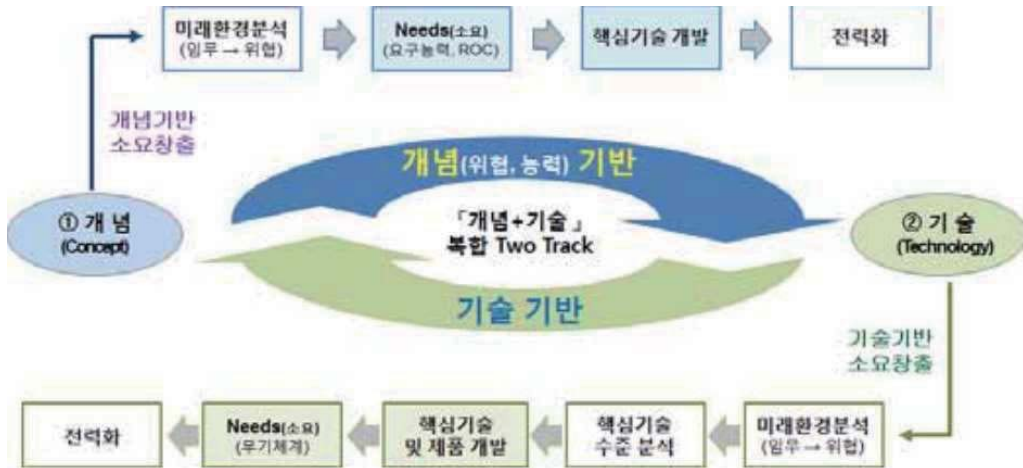 미래환경분석
(임무 → 위협)
Needs(소요)
(요구능력, ROC)
핵심기술 개발
전력화
개념기반
소요창출
개념(위협, 능력) 기반
① 개 념
(Concept)
「개념+기술」
복합 Two Track
② 기 술
(Technology)
기술 기반
기술기반
소요창출
전력화
Needs(소요)
(무기체계)
핵심기술
및 제품 개발
핵심기술
수준 분석
미래환경분석
(임무 → 위협)